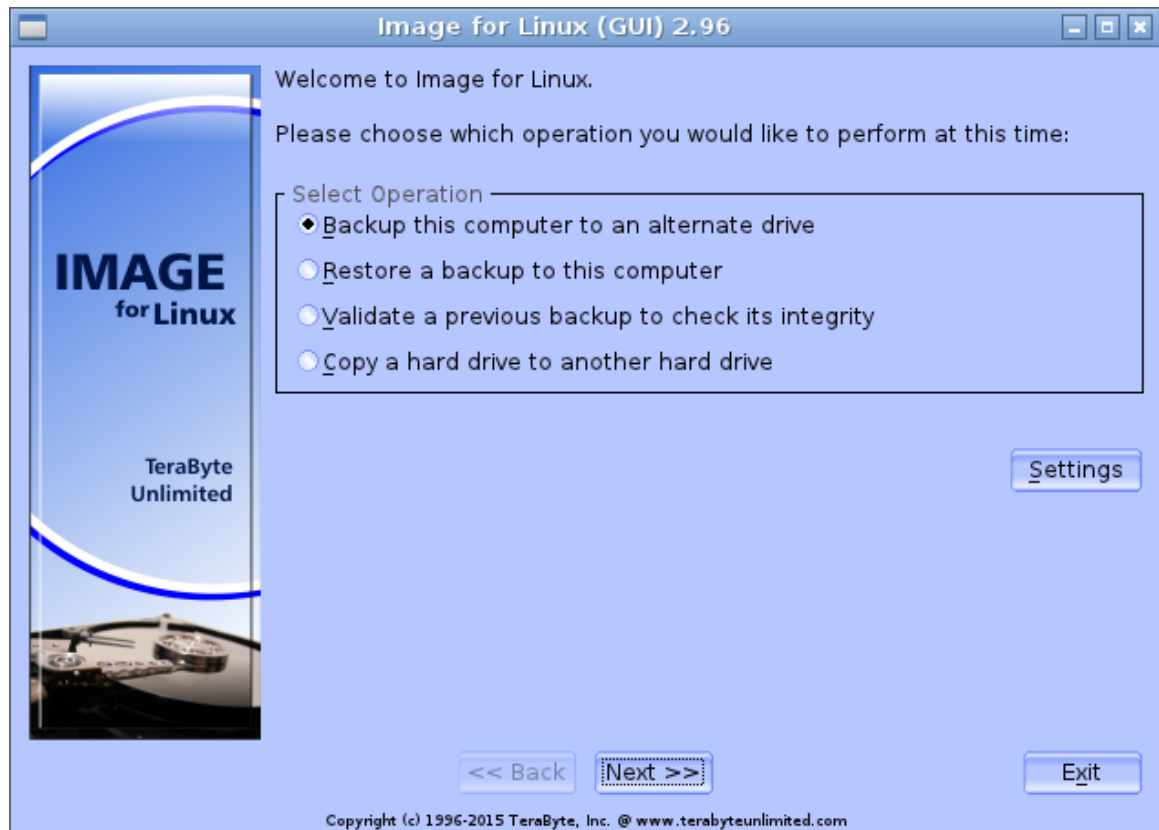 Image for Linux (GUI) 2.96
Welcome to Image for Linux.
Please choose which operation you would like to perform at this time:
Select Operation
Backup this computer to an alternate drive
Restore a backup to this computer
Validate a previous backup to check its integrity
Copy a hard drive to another hard drive
IMAGE
for Linux
TeraByte
Unlimited
Settings
<< Back
Next >>
Exit
Copyright (c) 1996-2015 TeraByte, Inc. @ www.terabyteunlimited.com